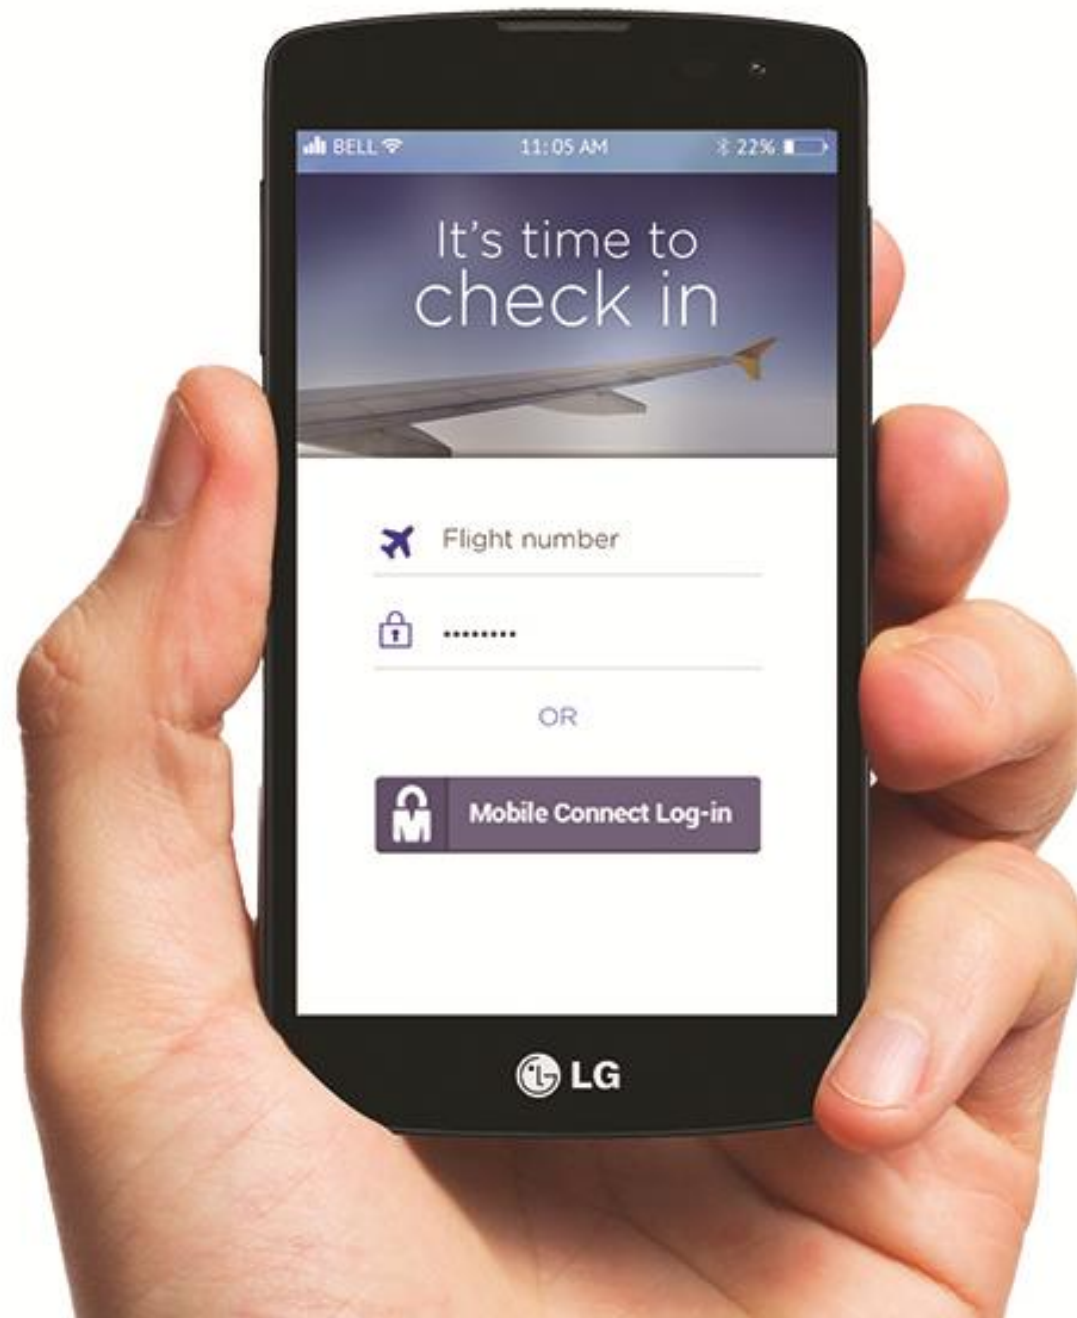 BELL 11:05 AM 22%
It's time to
check in
Flight number
••••••••
OR
M Mobile Connect Log-in
LG